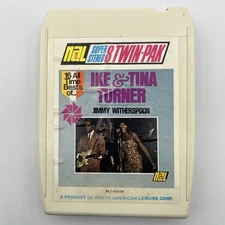 nal SUPER STEREO 8 TWIN-PAK
16 All
Time
Bests
of...
IKE & TINA
TURNER
JIMMY WITHERSPOON
nal
A PRODUCT OF NORTH AMERICAN LEISURE CORP.